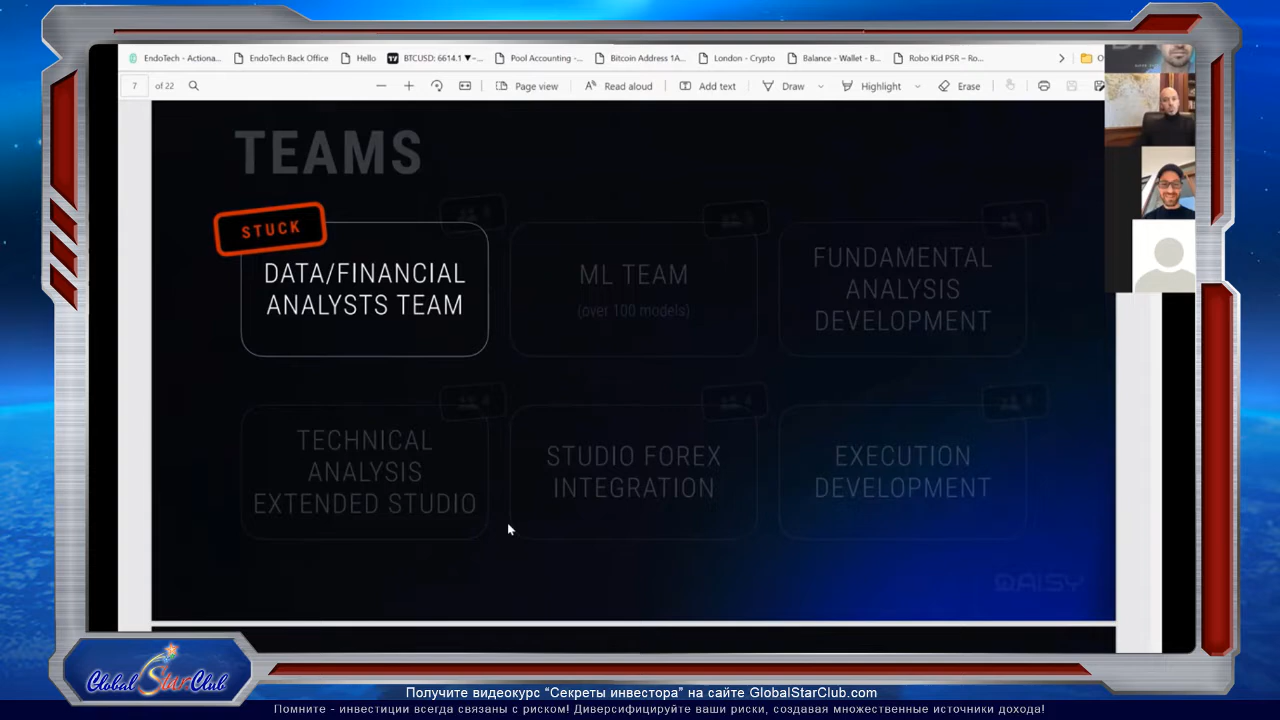 EndoTech - Actiona... EndoTech Back Office Hello BTCUSD: 6614.1 ▼−... Pool Accounting -... Bitcoin Address 1A... London - Crypto Balance - Wallet - B... Robo Kid PSR – Ro...
7 of 22 Page view Read aloud Add text Draw Highlight Erase
TEAMS
STUCK
DATA/FINANCIAL
ANALYSTS TEAM
ML TEAM
(over 100 models)
FUNDAMENTAL
ANALYSIS
DEVELOPMENT
TECHNICAL
ANALYSIS
EXTENDED STUDIO
STUDIO FOREX
INTEGRATION
EXECUTION
DEVELOPMENT
DAISY
Global Star Club
Получите видеокурс “Секреты инвестора” на сайте GlobalStarClub.com
Помните - инвестиции всегда связаны с риском! Диверсифицируйте ваши риски, создавая множественные источники дохода!